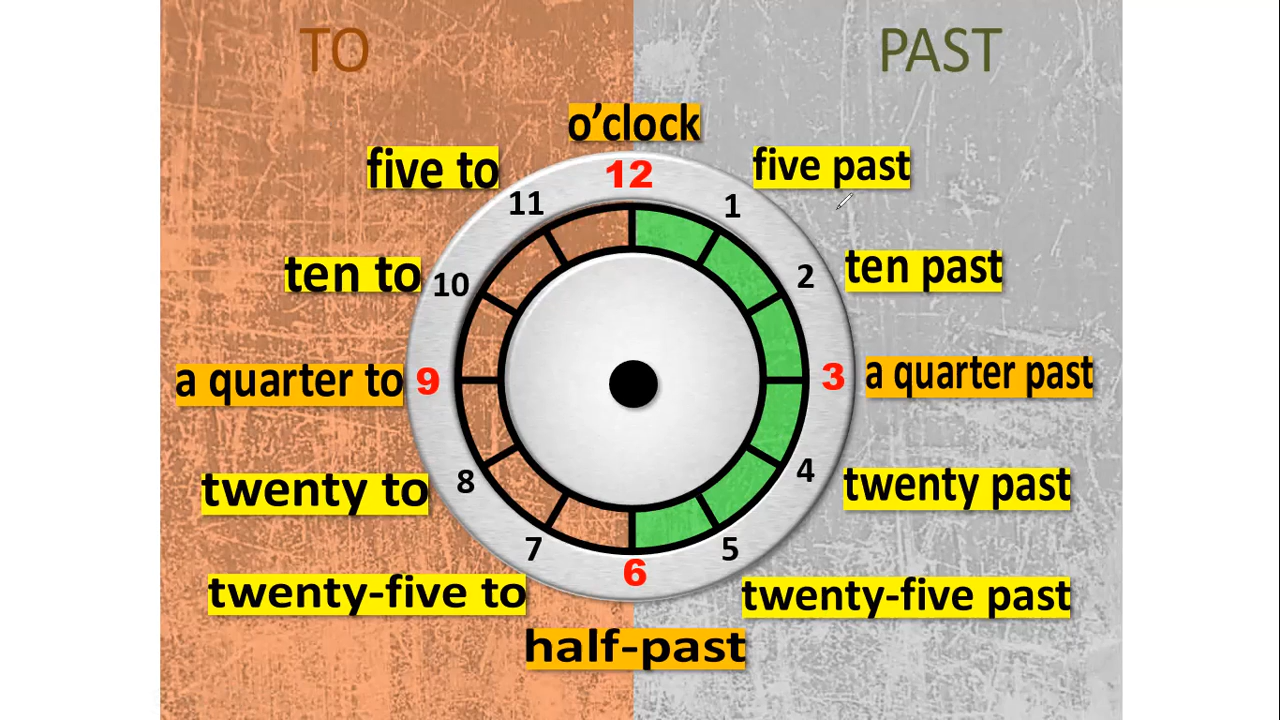 TO
PAST
o'clock
five to
12
five past
11
1
ten to
10
2
ten past
a quarter to
9
3
a quarter past
twenty to
8
4
twenty past
7
5
6
twenty-five to
twenty-five past
half-past